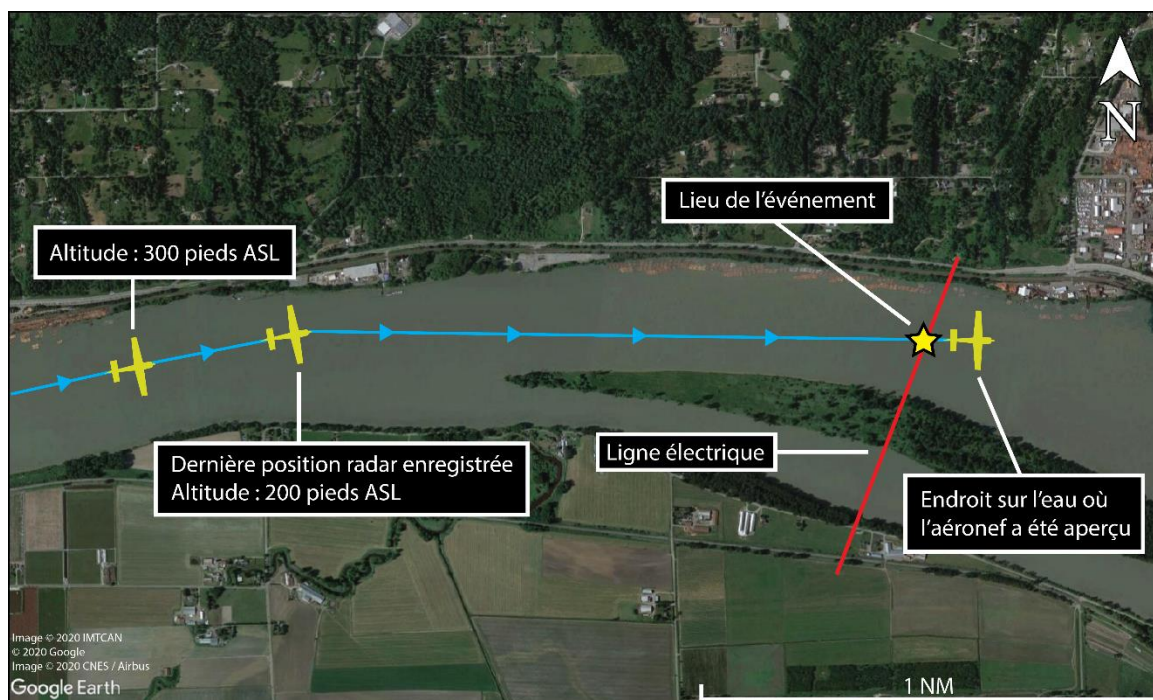 N
Lieu de l’événement
Altitude : 300 pieds ASL
Dernière position radar enregistrée
Altitude : 200 pieds ASL
Ligne électrique
Endroit sur l’eau où
l’aéronef a été aperçu
Image © 2020 IMTCAN
© 2020 Google
Image © 2020 CNES / Airbus
Google Earth
1 NM